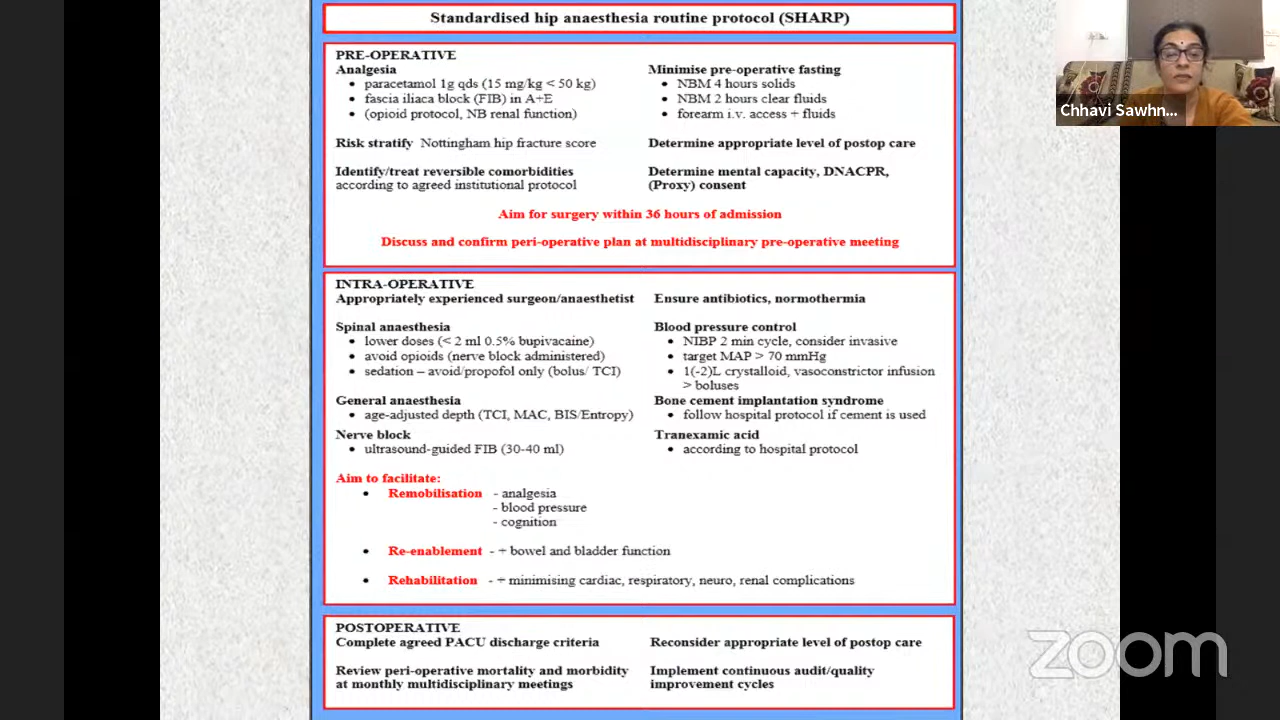 Standardised hip anaesthesia routine protocol (SHARP)
PRE-OPERATIVE
Analgesia
• paracetamol 1g qds (15 mg/kg < 50 kg)
• fascia iliaca block (FIB) in A+E
• (opioid protocol, NB renal function)
Minimise pre-operative fasting
• NBM 4 hours solids
• NBM 2 hours clear fluids
• forearm i.v. access + fluids
Risk stratify Nottingham hip fracture score
Determine appropriate level of postop care
Identify/treat reversible comorbidities
according to agreed institutional protocol
Determine mental capacity, DNACPR,
(Proxy) consent
Aim for surgery within 36 hours of admission
Discuss and confirm peri-operative plan at multidisciplinary pre-operative meeting
INTRA-OPERATIVE
Appropriately experienced surgeon/anaesthetist
Ensure antibiotics, normothermia
Spinal anaesthesia
• lower doses (< 2 ml 0.5% bupivacaine)
• avoid opioids (nerve block administered)
• sedation – avoid/propofol only (bolus/ TCI)
Blood pressure control
• NIBP 2 min cycle, consider invasive
• target MAP > 70 mmHg
• 1(-2)L crystalloid, vasoconstrictor infusion
> boluses
General anaesthesia
• age-adjusted depth (TCI, MAC, BIS/Entropy)
Bone cement implantation syndrome
• follow hospital protocol if cement is used
Nerve block
• ultrasound-guided FIB (30-40 ml)
Tranexamic acid
• according to hospital protocol
Aim to facilitate:
• Remobilisation - analgesia
- blood pressure
- cognition
• Re-enablement - + bowel and bladder function
• Rehabilitation - + minimising cardiac, respiratory, neuro, renal complications
POSTOPERATIVE
Complete agreed PACU discharge criteria
Reconsider appropriate level of postop care
Review peri-operative mortality and morbidity
at monthly multidisciplinary meetings
Implement continuous audit/quality
improvement cycles
Chhavi Sawhn...
zoom